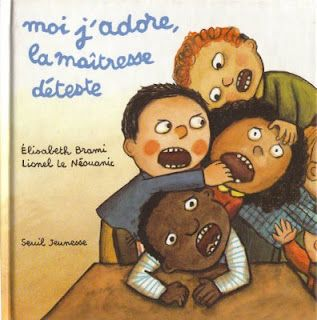 moi j'adore,
la maîtresse
déteste
Élisabeth Brami
Lionel Le Néouanic
Seuil Jeunesse